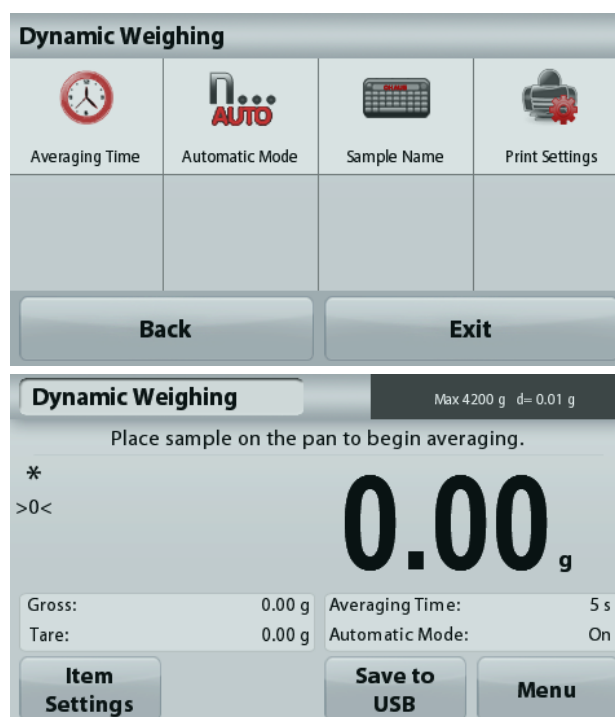 Dynamic Weighing
n...
AUTO
Averaging Time Automatic Mode Sample Name Print Settings
Back Exit
Dynamic Weighing Max 4200 g d= 0.01 g
Place sample on the pan to begin averaging.
*
>0<
0.00 g
Gross: 0.00 g Averaging Time: 5 s
Tare: 0.00 g Automatic Mode: On
Item Settings Save to USB Menu